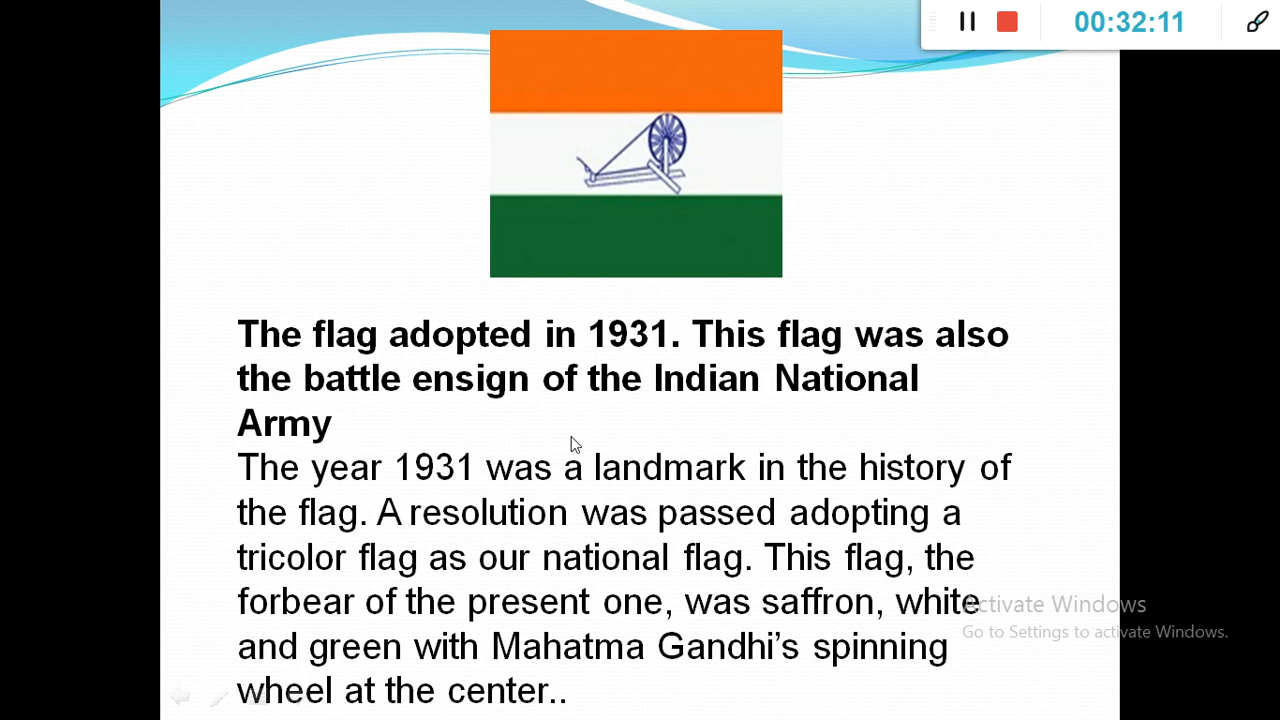 00:32:11
The flag adopted in 1931. This flag was also
the battle ensign of the Indian National
Army
The year 1931 was a landmark in the history of
the flag. A resolution was passed adopting a
tricolor flag as our national flag. This flag, the
forbear of the present one, was saffron, white
and green with Mahatma Gandhi’s spinning
wheel at the center..
Activate Windows
Go to Settings to activate Windows.